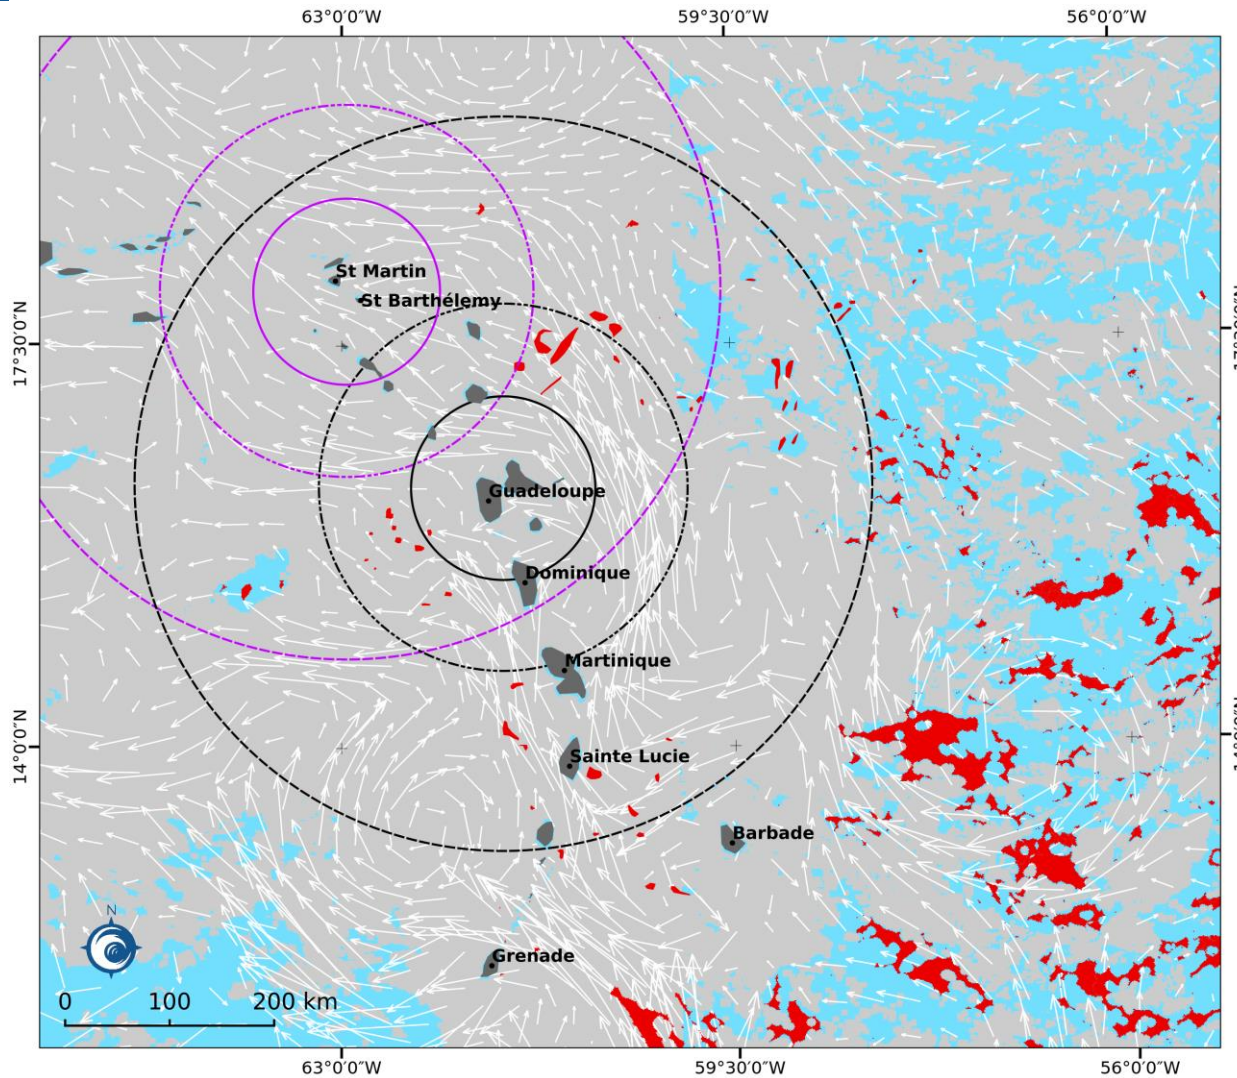 63°0′0″W 59°30′0″W 56°0′0″W
St Martin
St Barthélemy
17°30′0″N
Guadeloupe
Dominique
Martinique
14°0′0″N
Sainte Lucie
Barbade
N
Grenade
0 100 200 km
63°0′0″W 59°30′0″W 56°0′0″W